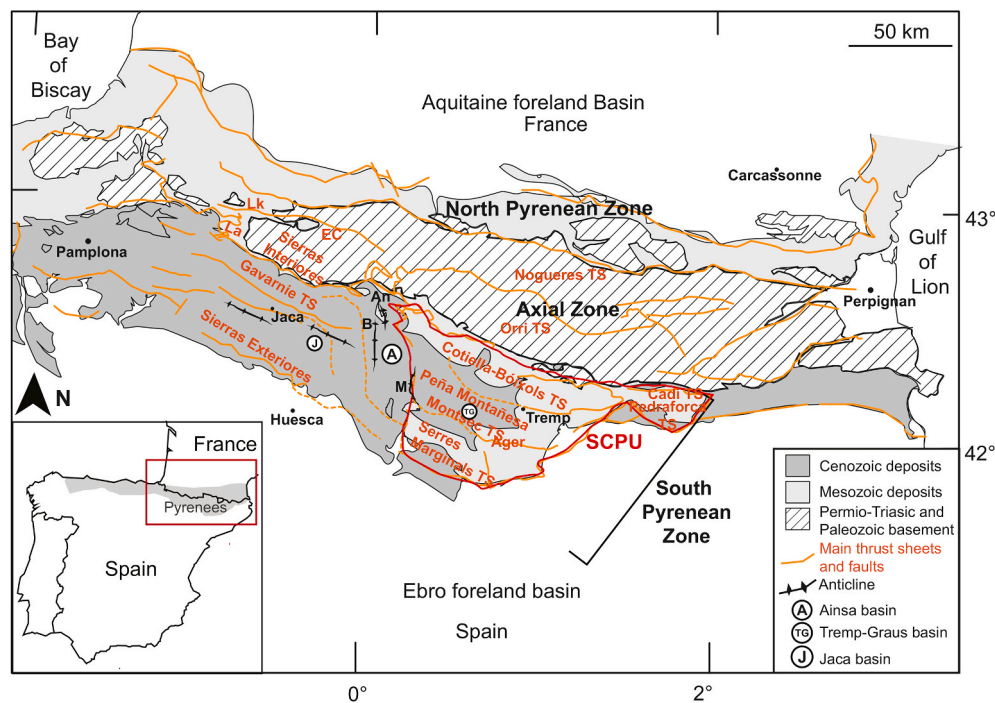 Bay
of
Biscay
50 km
Aquitaine foreland Basin
France
Carcassonne
43°
North Pyrenean Zone
Lk
La
EC
Sierras
Interiores
Pamplona
Gulf
of
Lion
Gavarnie TS
Nogueres TS
Perpignan
An
Axial Zone
Jaca
B
Orri TS
Sierras Exteriores
J
A
Cotiella-Bóixols TS
N
M
Peña Montañesa
Montsec TS
Cadí TS
Pedraforca
TS
TG
Tremp
Huesca
Serres
Marginals TS
Ager
SCPU
42°
South
Pyrenean
Zone
France
Pyrenees
Spain
Ebro foreland basin
Spain
Cenozoic deposits
Mesozoic deposits
Permio-Triasic and
Paleozoic basement
Main thrust sheets
and faults
Anticline
A
Ainsa basin
TG
Tremp-Graus basin
J
Jaca basin
0°
2°